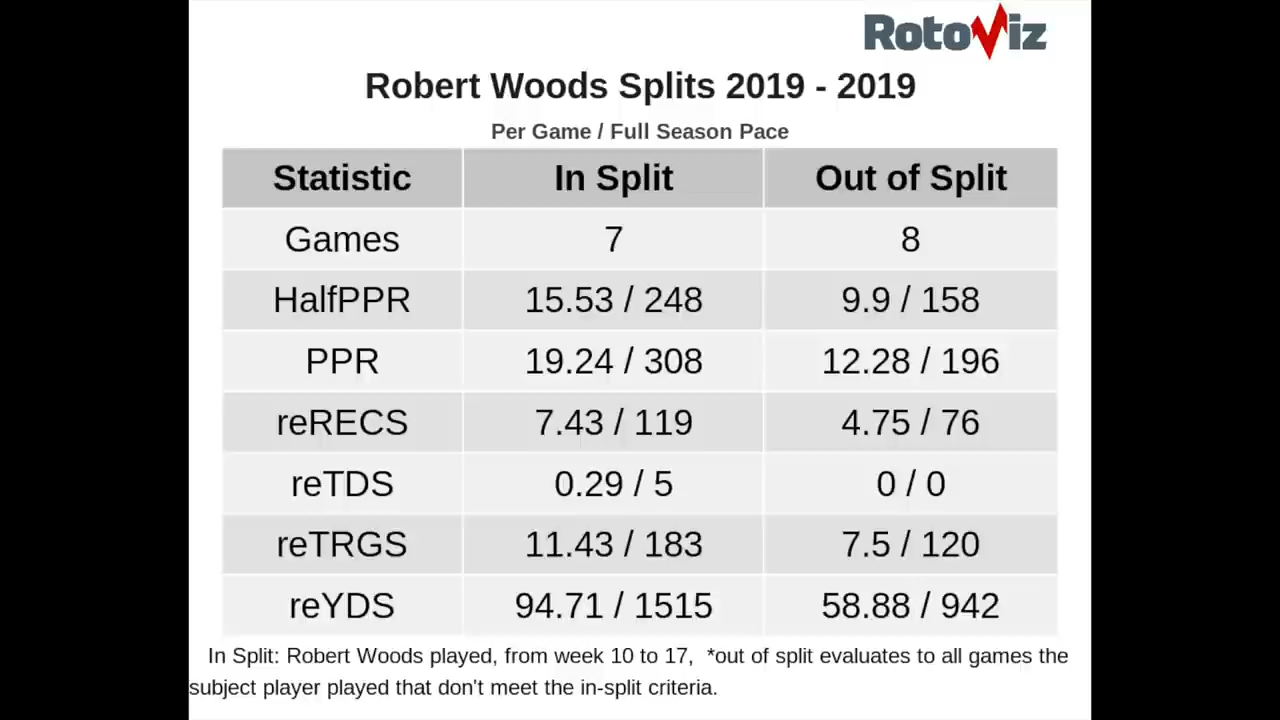 RotoViz
Robert Woods Splits 2019 - 2019
Per Game / Full Season Pace
Statistic In Split Out of Split
Games 7 8
HalfPPR 15.53 / 248 9.9 / 158
PPR 19.24 / 308 12.28 / 196
reRECS 7.43 / 119 4.75 / 76
reTDS 0.29 / 5 0 / 0
reTRGS 11.43 / 183 7.5 / 120
reYDS 94.71 / 1515 58.88 / 942
In Split: Robert Woods played, from week 10 to 17, *out of split evaluates to all games the
subject player played that don't meet the in-split criteria.